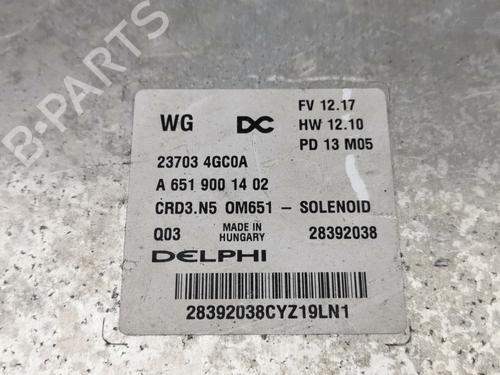 B-PARTS
FV 12.17
WG DC HW 12.10
PD 13 M05
23703 4GC0A
A 651 900 14 02
CRD3.N5 OM651 – SOLENOID
Q03 MADE IN HUNGARY 28392038
DELPHI
28392038CYZ19LN1